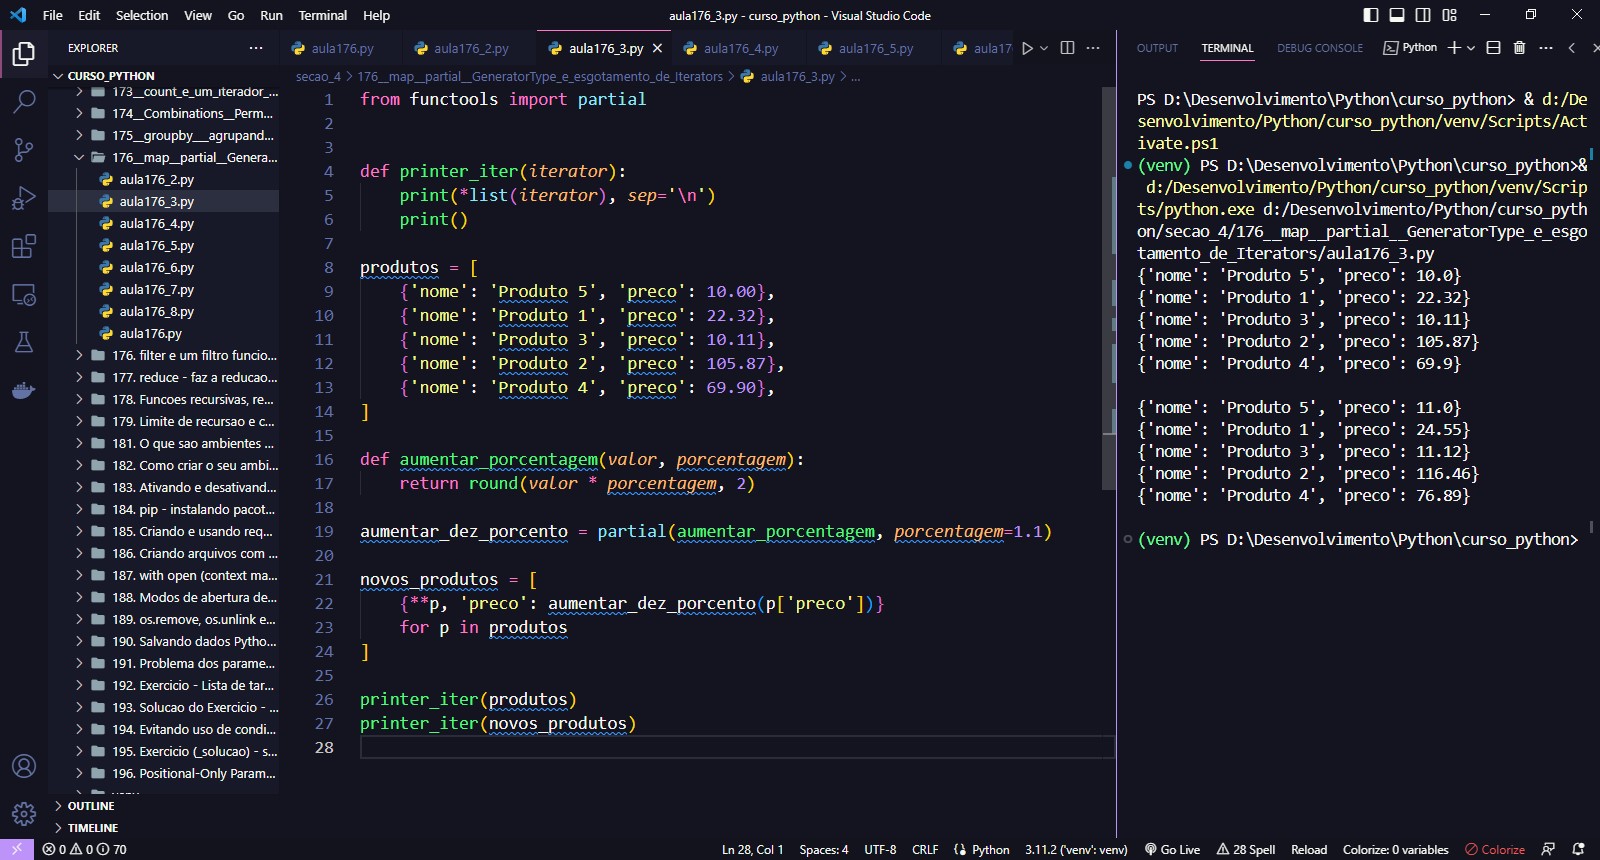 File Edit Selection View Go Run Terminal Help
aula176_3.py - curso_python - Visual Studio Code
EXPLORER
CURSO_PYTHON
173__count_e_um_iterador_...
174__Combinations__Perm...
175__groupby___agrupand...
176__map__partial__Genera...
aula176_2.py
aula176_3.py
aula176_4.py
aula176_5.py
aula176_6.py
aula176_7.py
aula176_8.py
aula176.py
176. filter e um filtro funcio...
177. reduce - faz a reducao...
178. Funcoes recursivas, re...
179. Limite de recursao e c...
181. O que sao ambientes ...
182. Como criar o seu ambi...
183. Ativando e desativand...
184. pip - instalando pacot...
185. Criando e usando req...
186. Criando arquivos com ...
187. with open (context ma...
188. Modos de abertura de...
189. os.remove, os.unlink e...
190. Salvando dados Pytho...
191. Problema dos parame...
192. Exercicio - Lista de tar...
193. Solucao do Exercicio - ...
194. Evitando uso de condi...
195. Exercicio (_solucao) - s...
196. Positional-Only Param...
OUTLINE
TIMELINE
aula176.py aula176_2.py aula176_3.py aula176_4.py aula176_5.py aula17
secao_4 > 176__map__partial__GeneratorType_e_esgotamento_de_Iterators > aula176_3.py > ...
1 from functools import partial
2
3
4 def printer_iter(iterator):
5     print(*list(iterator), sep='\n')
6     print()
7
8 produtos = [
9     {'nome': 'Produto 5', 'preco': 10.00},
10     {'nome': 'Produto 1', 'preco': 22.32},
11     {'nome': 'Produto 3', 'preco': 10.11},
12     {'nome': 'Produto 2', 'preco': 105.87},
13     {'nome': 'Produto 4', 'preco': 69.90},
14 ]
15
16 def aumentar_porcentagem(valor, porcentagem):
17     return round(valor * porcentagem, 2)
18
19 aumentar_dez_porcento = partial(aumentar_porcentagem, porcentagem=1.1)
20
21 novos_produtos = [
22     {**p, 'preco': aumentar_dez_porcento(p['preco'])}
23     for p in produtos
24 ]
25
26 printer_iter(produtos)
27 printer_iter(novos_produtos)
28
OUTPUT TERMINAL DEBUG CONSOLE Python
PS D:\Desenvolvimento\Python\curso_python> & d:/De
senvolvimento/Python/curso_python/venv/Scripts/Act
ivate.ps1
(venv) PS D:\Desenvolvimento\Python\curso_python>&
d:/Desenvolvimento/Python/curso_python/venv/Scrip
ts/python.exe d:/Desenvolvimento/Python/curso_pyth
on/secao_4/176__map__partial__GeneratorType_e_esgo
tamento_de_Iterators/aula176_3.py
{'nome': 'Produto 5', 'preco': 10.0}
{'nome': 'Produto 1', 'preco': 22.32}
{'nome': 'Produto 3', 'preco': 10.11}
{'nome': 'Produto 2', 'preco': 105.87}
{'nome': 'Produto 4', 'preco': 69.9}
{'nome': 'Produto 5', 'preco': 11.0}
{'nome': 'Produto 1', 'preco': 24.55}
{'nome': 'Produto 3', 'preco': 11.12}
{'nome': 'Produto 2', 'preco': 116.46}
{'nome': 'Produto 4', 'preco': 76.89}
(venv) PS D:\Desenvolvimento\Python\curso_python>
0 0 70 Ln 28, Col 1 Spaces: 4 UTF-8 CRLF Python 3.11.2 ('venv': venv) Go Live 28 Spell Reload Colorize: 0 variables Colorize